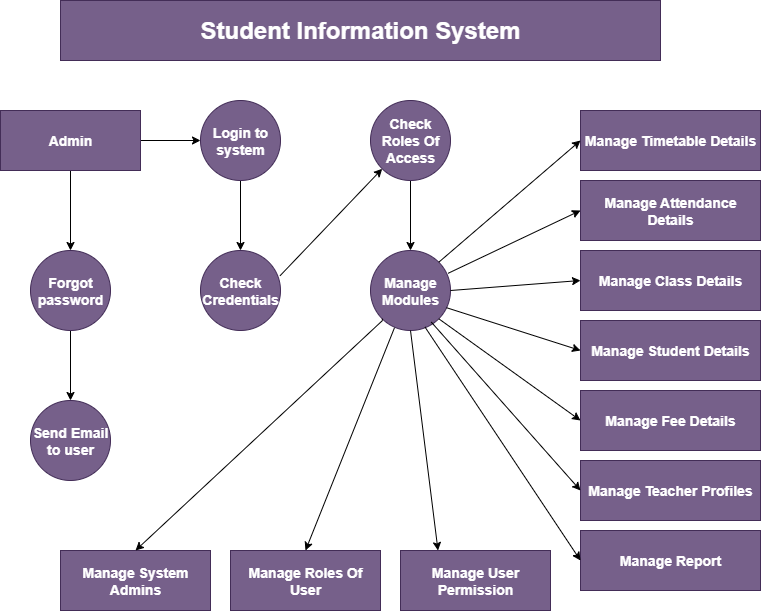 Student Information System
Admin
Login to
system
Check
Roles Of
Access
Manage Timetable Details
Manage Attendance
Details
Forgot
password
Check
Credentials
Manage
Modules
Manage Class Details
Manage Student Details
Send Email
to user
Manage Fee Details
Manage Teacher Profiles
Manage Report
Manage System
Admins
Manage Roles Of
User
Manage User
Permission